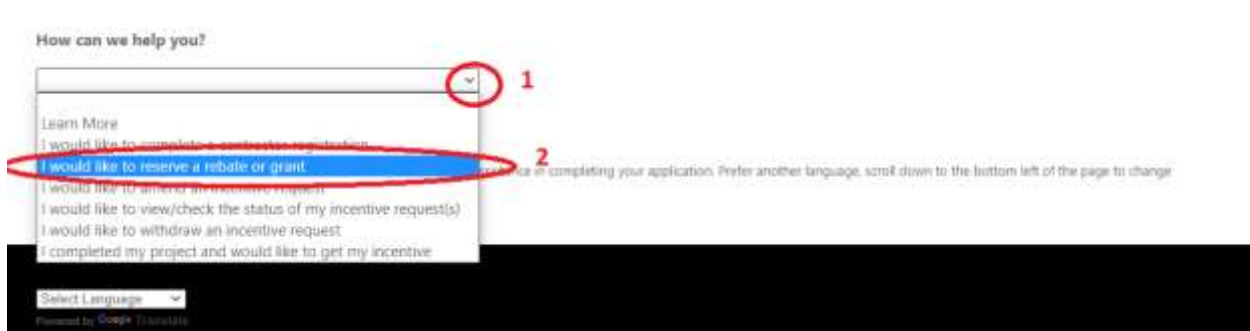 How can we help you?
1
Learn More
I would like to complete a contractor registration
I would like to reserve a rebate or grant
2
in completing your application. Prefer another language, scroll down to the bottom left of the page to change
I would like to amend an incentive request
I would like to view/check the status of my incentive request(s)
I would like to withdraw an incentive request
I completed my project and would like to get my incentive
Select Language
Powered by Google Translate